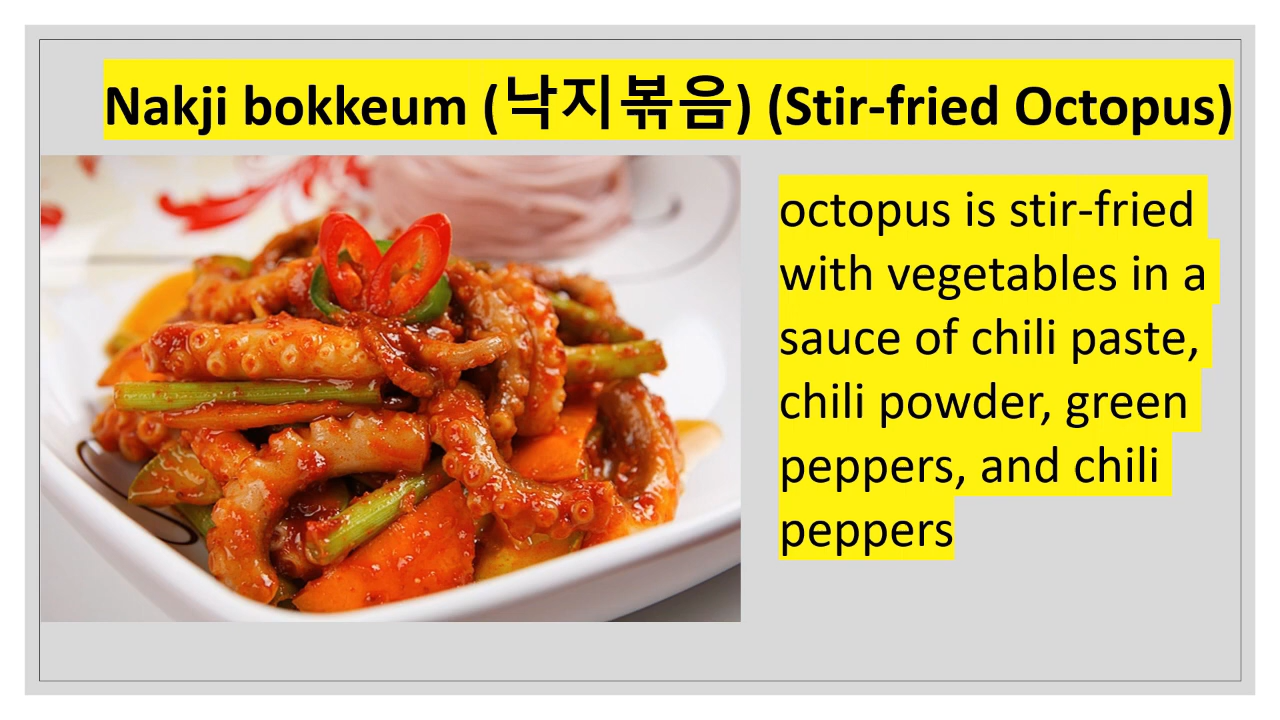 Nakji bokkeum (낙지볶음) (Stir-fried Octopus)
octopus is stir-fried
with vegetables in a
sauce of chili paste,
chili powder, green
peppers, and chili
peppers